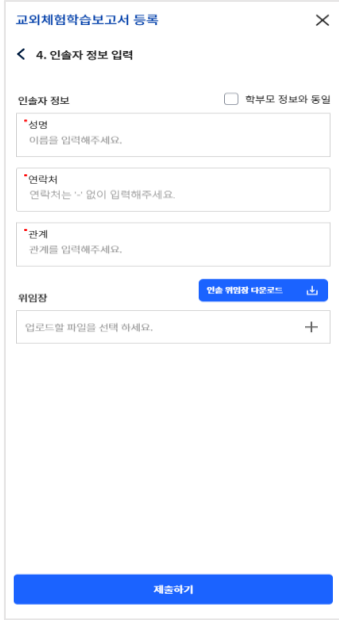 교외체험학습보고서 등록
4. 인솔자 정보 입력
인솔자 정보
학부모 정보와 동일
*성명
이름을 입력해주세요.
*연락처
연락처는 '-' 없이 입력해주세요.
*관계
관계를 입력해주세요.
위임장
인솔 위임장 다운로드
업로드할 파일을 선택 하세요.
제출하기